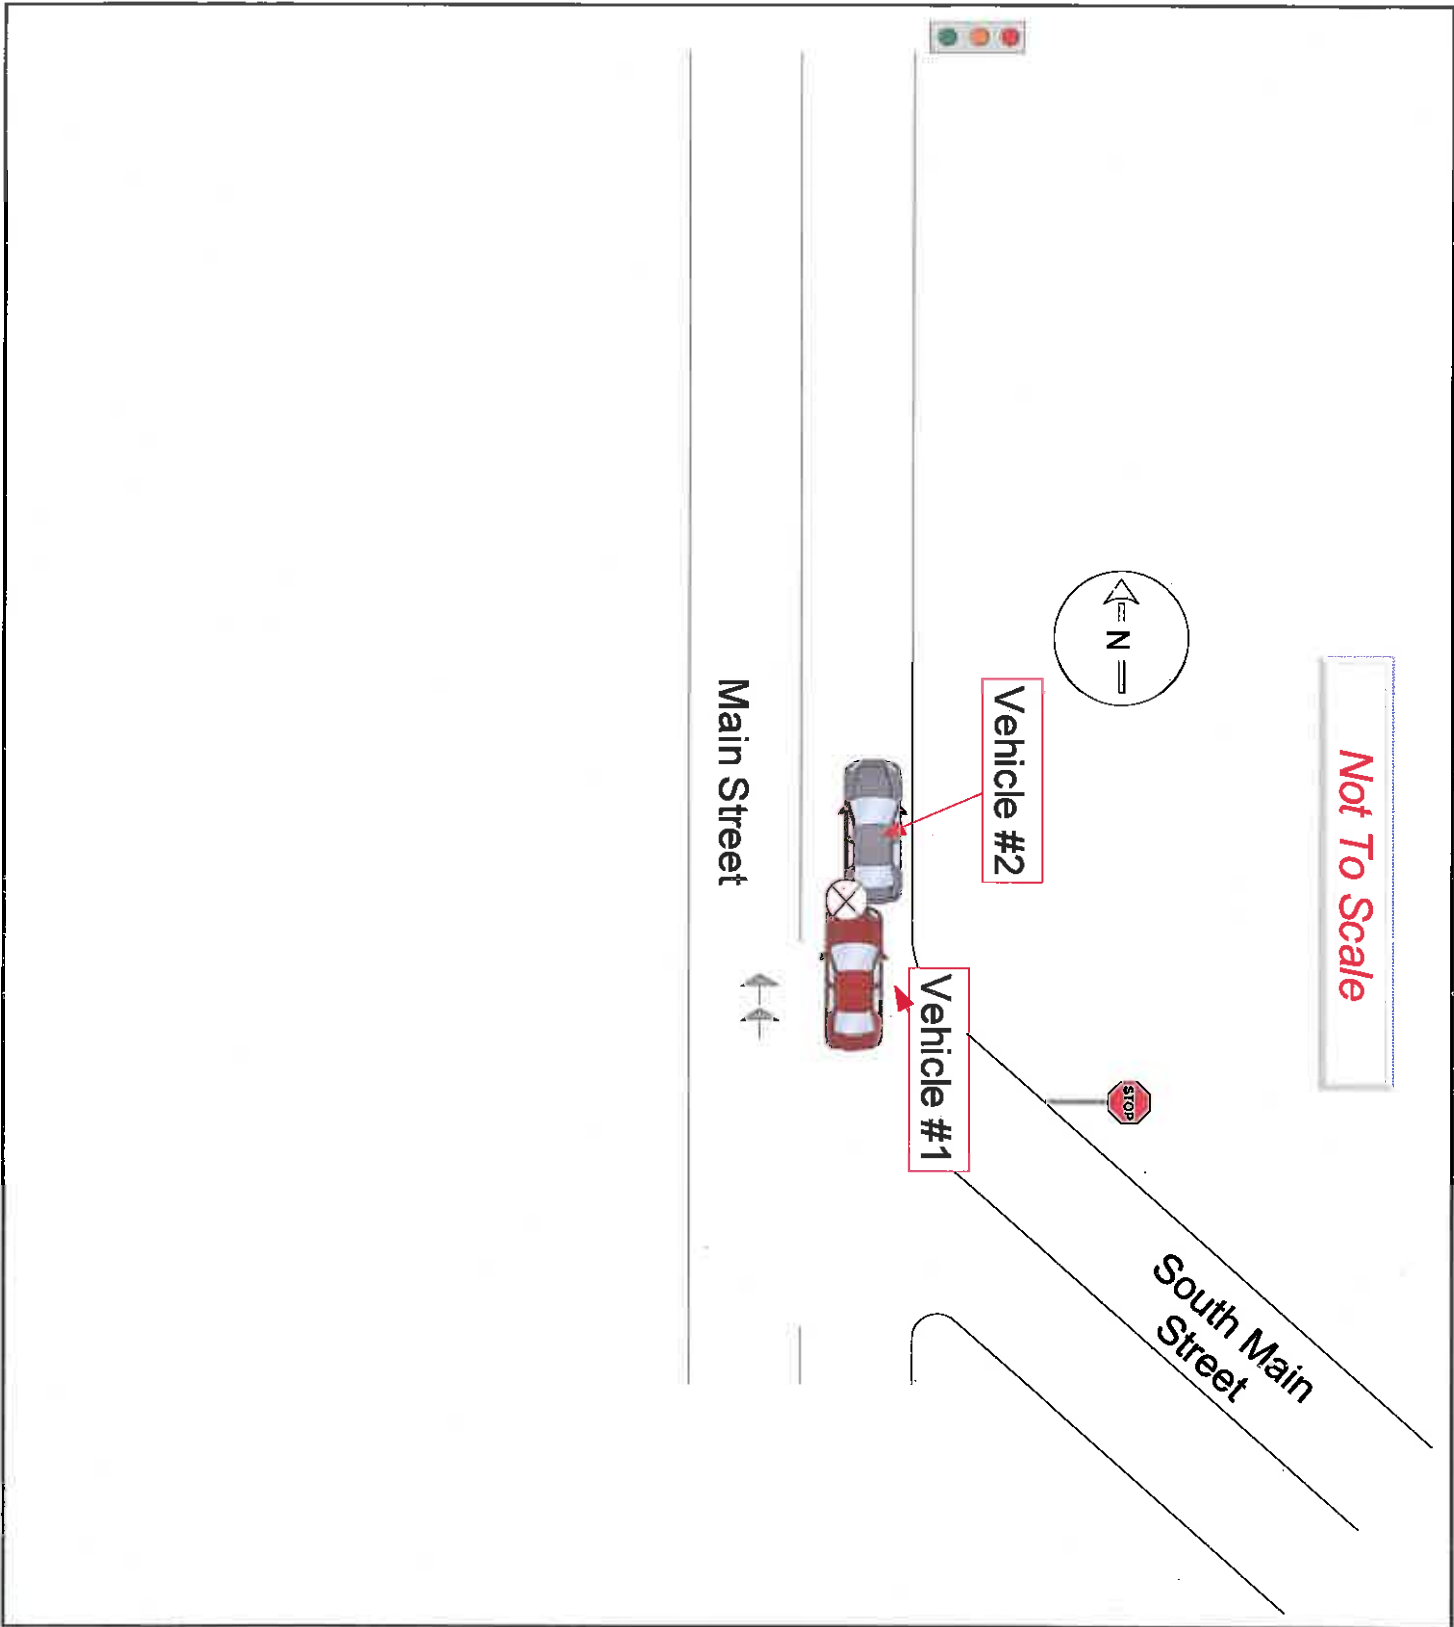 Not To Scale
N
Vehicle #2
Vehicle #1
STOP
Main Street
South Main
Street